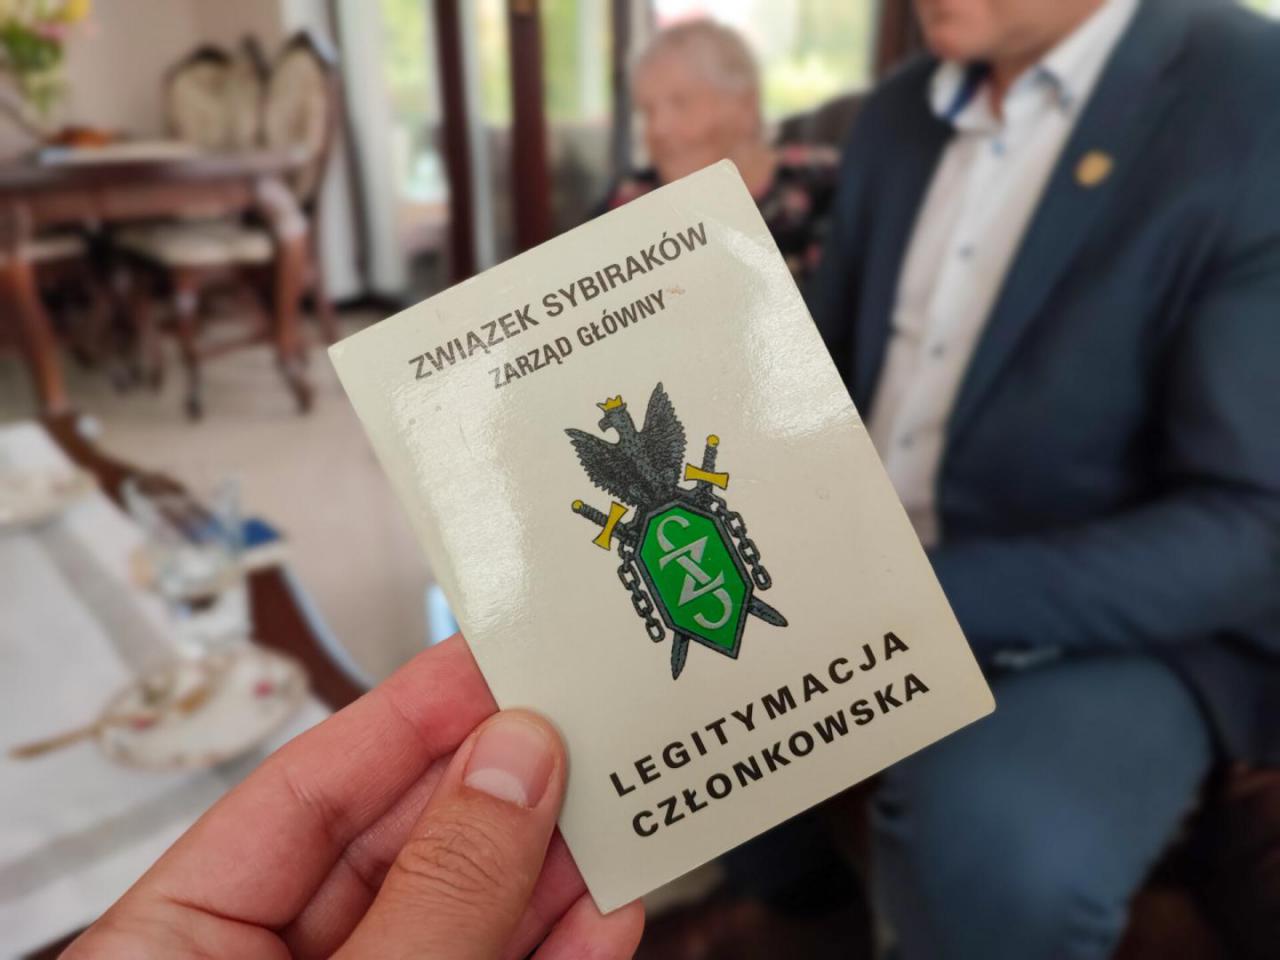 ZWIĄZEK SYBIRAKÓW
ZARZĄD GŁÓWNY
LEGITYMACJA
CZŁONKOWSKA